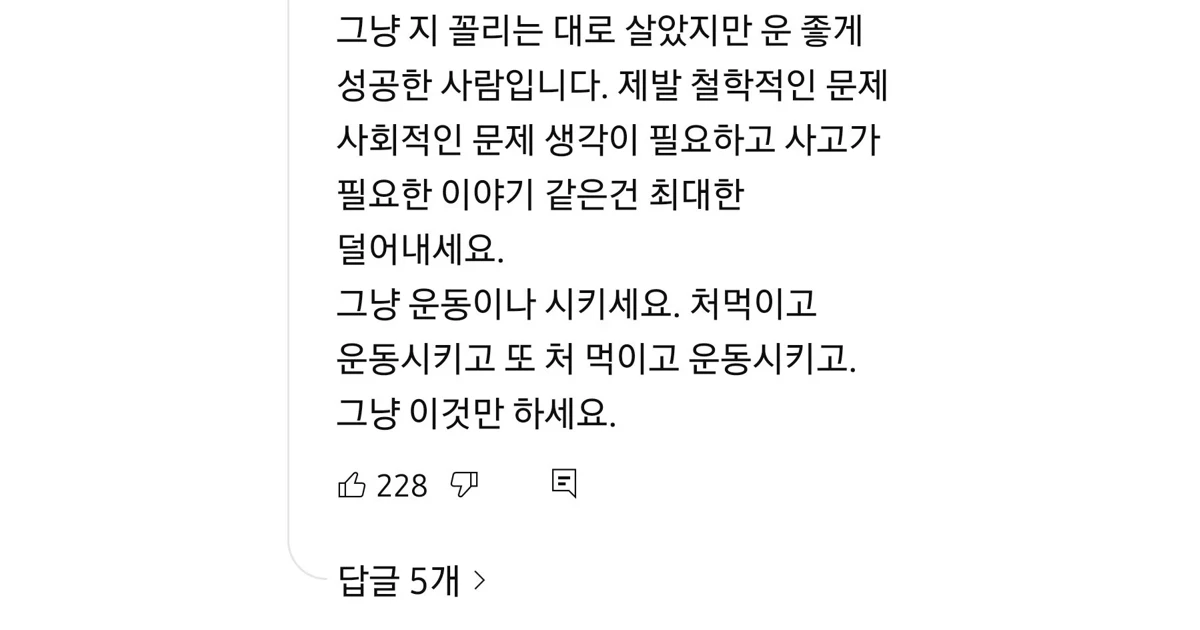 그냥 지 꼴리는 대로 살았지만 운 좋게
성공한 사람입니다. 제발 철학적인 문제
사회적인 문제 생각이 필요하고 사고가
필요한 이야기 같은건 최대한
덜어내세요.
그냥 운동이나 시키세요. 처먹이고
운동시키고 또 처 먹이고 운동시키고.
그냥 이것만 하세요.
228
답글 5개